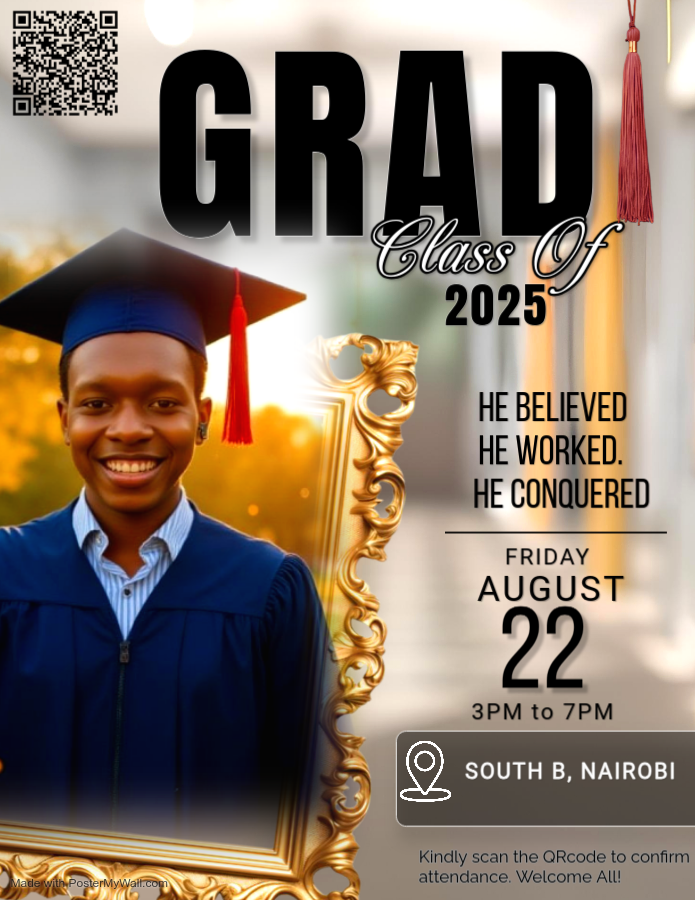 GRAD
Class Of
2025
HE BELIEVED
HE WORKED.
HE CONQUERED
FRIDAY
AUGUST
22
3PM to 7PM
SOUTH B, NAIROBI
Kindly scan the QRcode to confirm
attendance. Welcome All!
Made with PosterMyWall.com